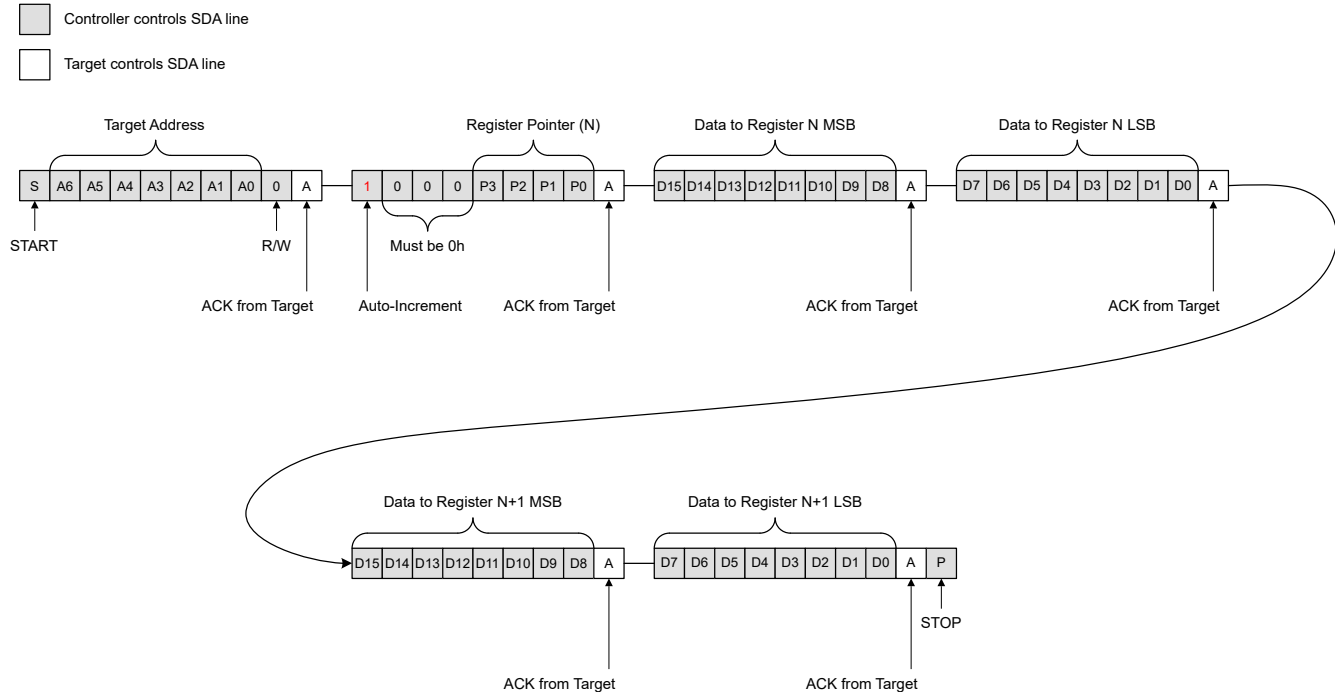 Controller controls SDA line
Target controls SDA line
Target Address Register Pointer (N) Data to Register N MSB Data to Register N LSB
S A6 A5 A4 A3 A2 A1 A0 0 A 1 0 0 0 P3 P2 P1 P0 A D15 D14 D13 D12 D11 D10 D9 D8 A D7 D6 D5 D4 D3 D2 D1 D0 A
START R/W Must be 0h
ACK from Target Auto-Increment ACK from Target ACK from Target ACK from Target
Data to Register N+1 MSB Data to Register N+1 LSB
D15 D14 D13 D12 D11 D10 D9 D8 A D7 D6 D5 D4 D3 D2 D1 D0 A P
STOP
ACK from Target ACK from Target